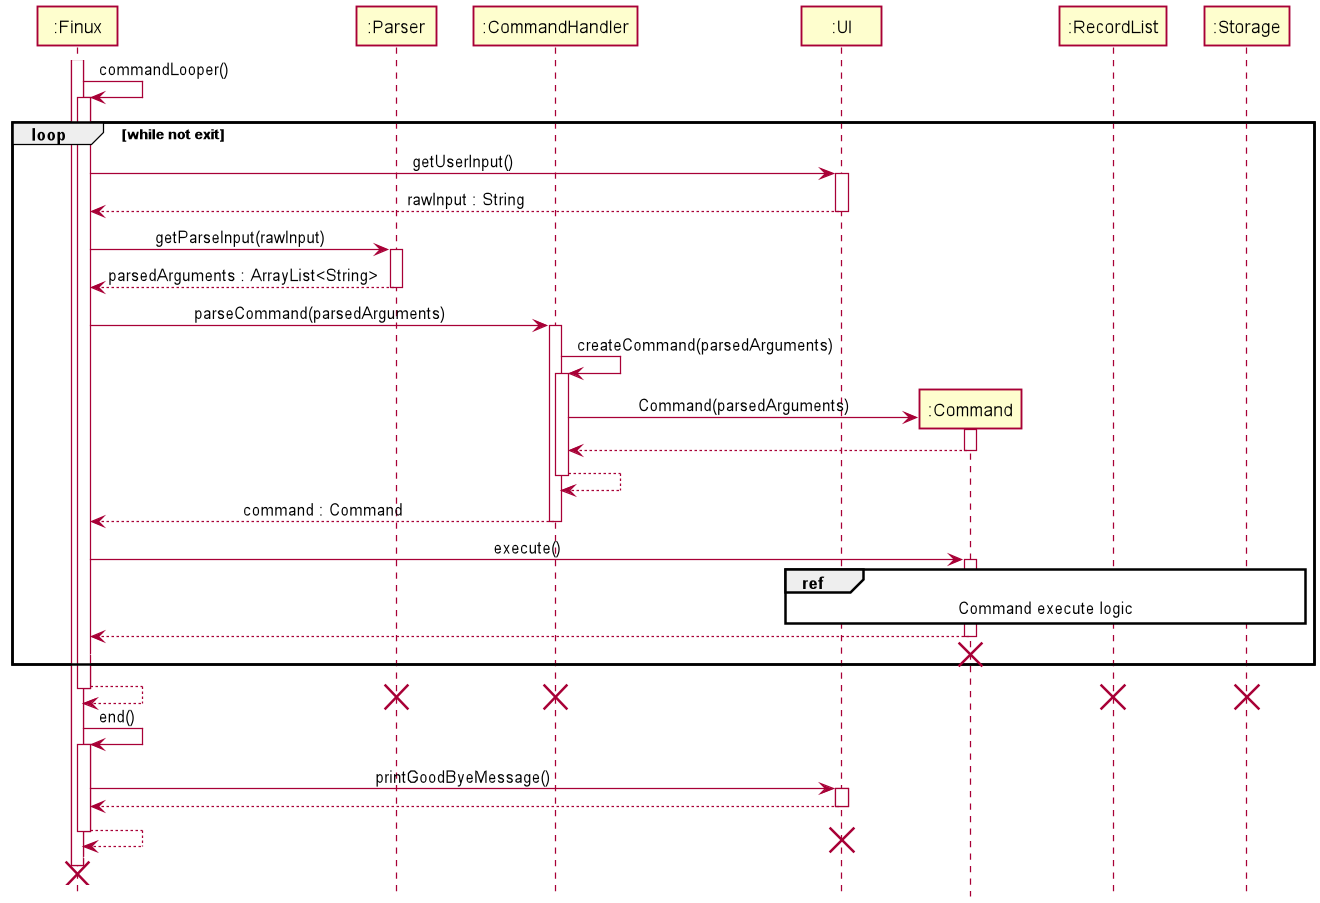 :Finux
:Parser
:CommandHandler
:UI
:RecordList
:Storage
commandLooper()
loop
[while not exit]
getUserInput()
rawInput : String
getParseInput(rawInput)
parsedArguments : ArrayList<String>
parseCommand(parsedArguments)
createCommand(parsedArguments)
Command(parsedArguments)
:Command
command : Command
execute()
ref
Command execute logic
end()
printGoodByeMessage()